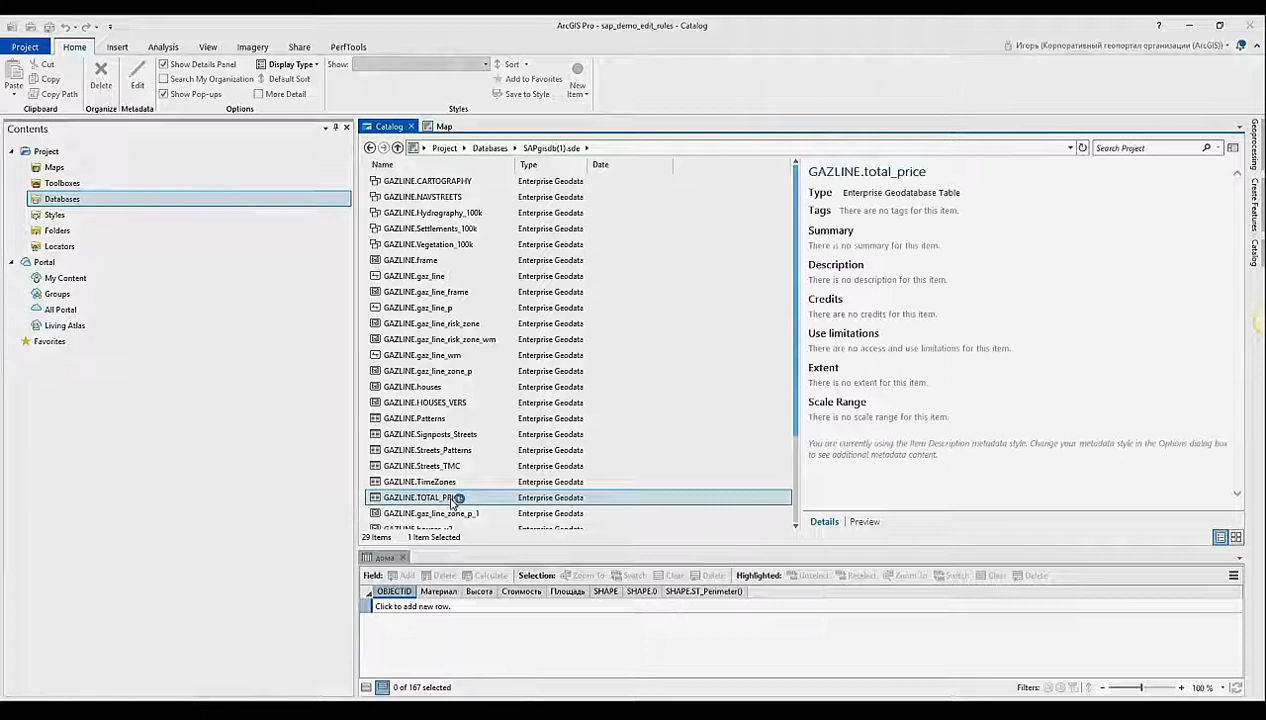 ArcGIS Pro - sap_demo_edit_rules - Catalog
?
Project Home Insert Analysis View Imagery Share PerfTools
Игорь (Корпоративный геопортал организации (ArcGIS))
Paste
Cut
Copy
Copy Path
Clipboard
Delete
Organize
Edit
Metadata
Show Details Panel
Search My Organization
Show Pop-ups
Display Type
Default Sort
More Detail
Options
Show:
Sort
Add to Favorites
Save to Style
New Item
Styles
Contents
Project
Maps
Toolboxes
Databases
Styles
Folders
Locators
Portal
My Content
Groups
All Portal
Living Atlas
Favorites
Catalog Map
Project Databases SAPgisdb(1).sde
Search Project
Name Type Date
GAZLINE.CARTOGRAPHY Enterprise Geodata
GAZLINE.NAVSTREETS Enterprise Geodata
GAZLINE.Hydrography_100k Enterprise Geodata
GAZLINE.Settlements_100k Enterprise Geodata
GAZLINE.Vegetation_100k Enterprise Geodata
GAZLINE.frame Enterprise Geodata
GAZLINE.gaz_line Enterprise Geodata
GAZLINE.gaz_line_frame Enterprise Geodata
GAZLINE.gaz_line_p Enterprise Geodata
GAZLINE.gaz_line_risk_zone Enterprise Geodata
GAZLINE.gaz_line_risk_zone_wm Enterprise Geodata
GAZLINE.gaz_line_wm Enterprise Geodata
GAZLINE.gaz_line_zone_p Enterprise Geodata
GAZLINE.houses Enterprise Geodata
GAZLINE.HOUSES_VERS Enterprise Geodata
GAZLINE.Patterns Enterprise Geodata
GAZLINE.Signposts_Streets Enterprise Geodata
GAZLINE.Streets_Patterns Enterprise Geodata
GAZLINE.Streets_TMC Enterprise Geodata
GAZLINE.TimeZones Enterprise Geodata
GAZLINE.TOTAL_PRICE Enterprise Geodata
GAZLINE.gaz_line_zone_p_1 Enterprise Geodata
29 Items 1 Item Selected
GAZLINE.total_price
Type Enterprise Geodatabase Table
Tags There are no tags for this item.
Summary
There is no summary for this item.
Description
There is no description for this item.
Credits
There are no credits for this item.
Use limitations
There are no access and use limitations for this item.
Extent
There is no extent for this item.
Scale Range
There is no scale range for this item.
You are currently using the Item Description metadata style. Change your metadata style in the Options dialog box
to see additional metadata content.
Details Preview
Geoprocessing
Create Features
Catalog
дома
Field: Add Delete Calculate Selection: Zoom To Switch Clear Delete Highlighted: Unselect Reselect Zoom To Switch Clear Delete
OBJECTID Материал Высота Стоимость Площадь SHAPE SHAPE.0 SHAPE.ST_Perimeter()
Click to add new row.
0 of 167 selected
Filters:
100 %